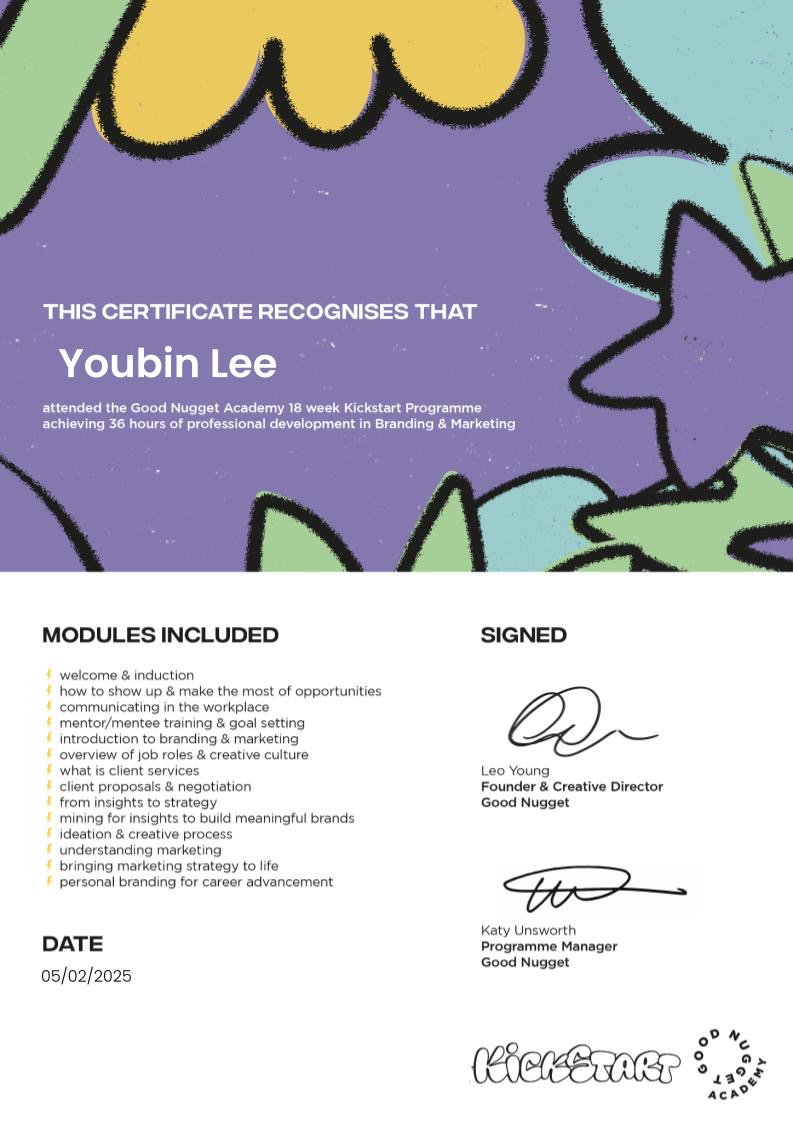 THIS CERTIFICATE RECOGNISES THAT
Youbin Lee
attended the Good Nugget Academy 18 week Kickstart Programme
achieving 36 hours of professional development in Branding & Marketing
MODULES INCLUDED
welcome & induction
how to show up & make the most of opportunities
communicating in the workplace
mentor/mentee training & goal setting
introduction to branding & marketing
overview of job roles & creative culture
what is client services
client proposals & negotiation
from insights to strategy
mining for insights to build meaningful brands
ideation & creative process
understanding marketing
bringing marketing strategy to life
personal branding for career advancement
DATE
05/02/2025
SIGNED
Leo Young
Founder & Creative Director
Good Nugget
Katy Unsworth
Programme Manager
Good Nugget
KICKSTART
GOOD NUGGET
ACADEMY